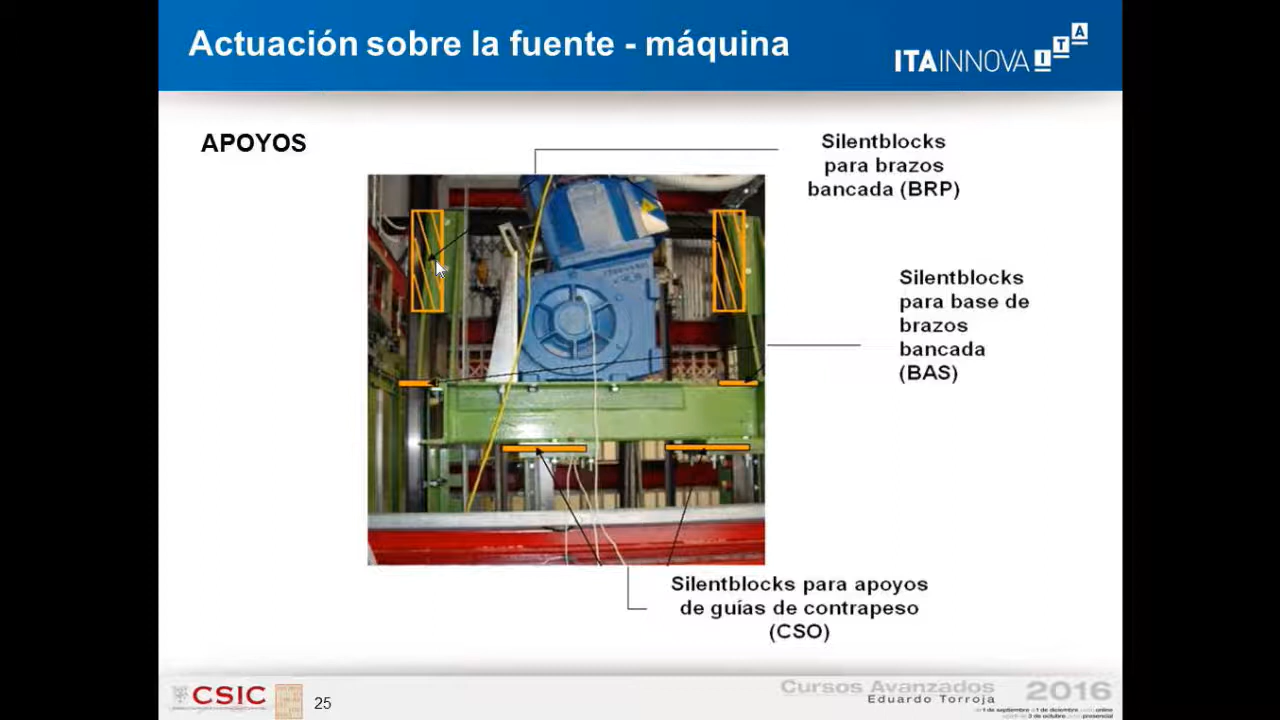 Actuación sobre la fuente - máquina
ITAINNOVA
I T A
APOYOS
Silentblocks
para brazos
bancada (BRP)
Silentblocks
para base de
brazos
bancada
(BAS)
Silentblocks para apoyos
de guías de contrapeso
(CSO)
CSIC
25
Cursos Avanzados
Eduardo Torroja
2016